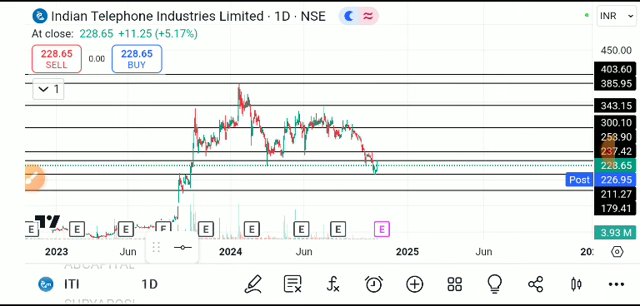 Indian Telephone Industries Limited · 1D · NSE
INR
At close: 228.65 +11.25 (+5.17%)
228.65 SELL
0.00
228.65 BUY
1
450.00
403.60
385.95
343.15
300.10
237.42
228.65
Post 226.95
211.27
179.41
3.93 M
E E E E E E E E E E
2023 Jun 2024 Jun 2025 Jun
ABCAPITAL
ITI 1D